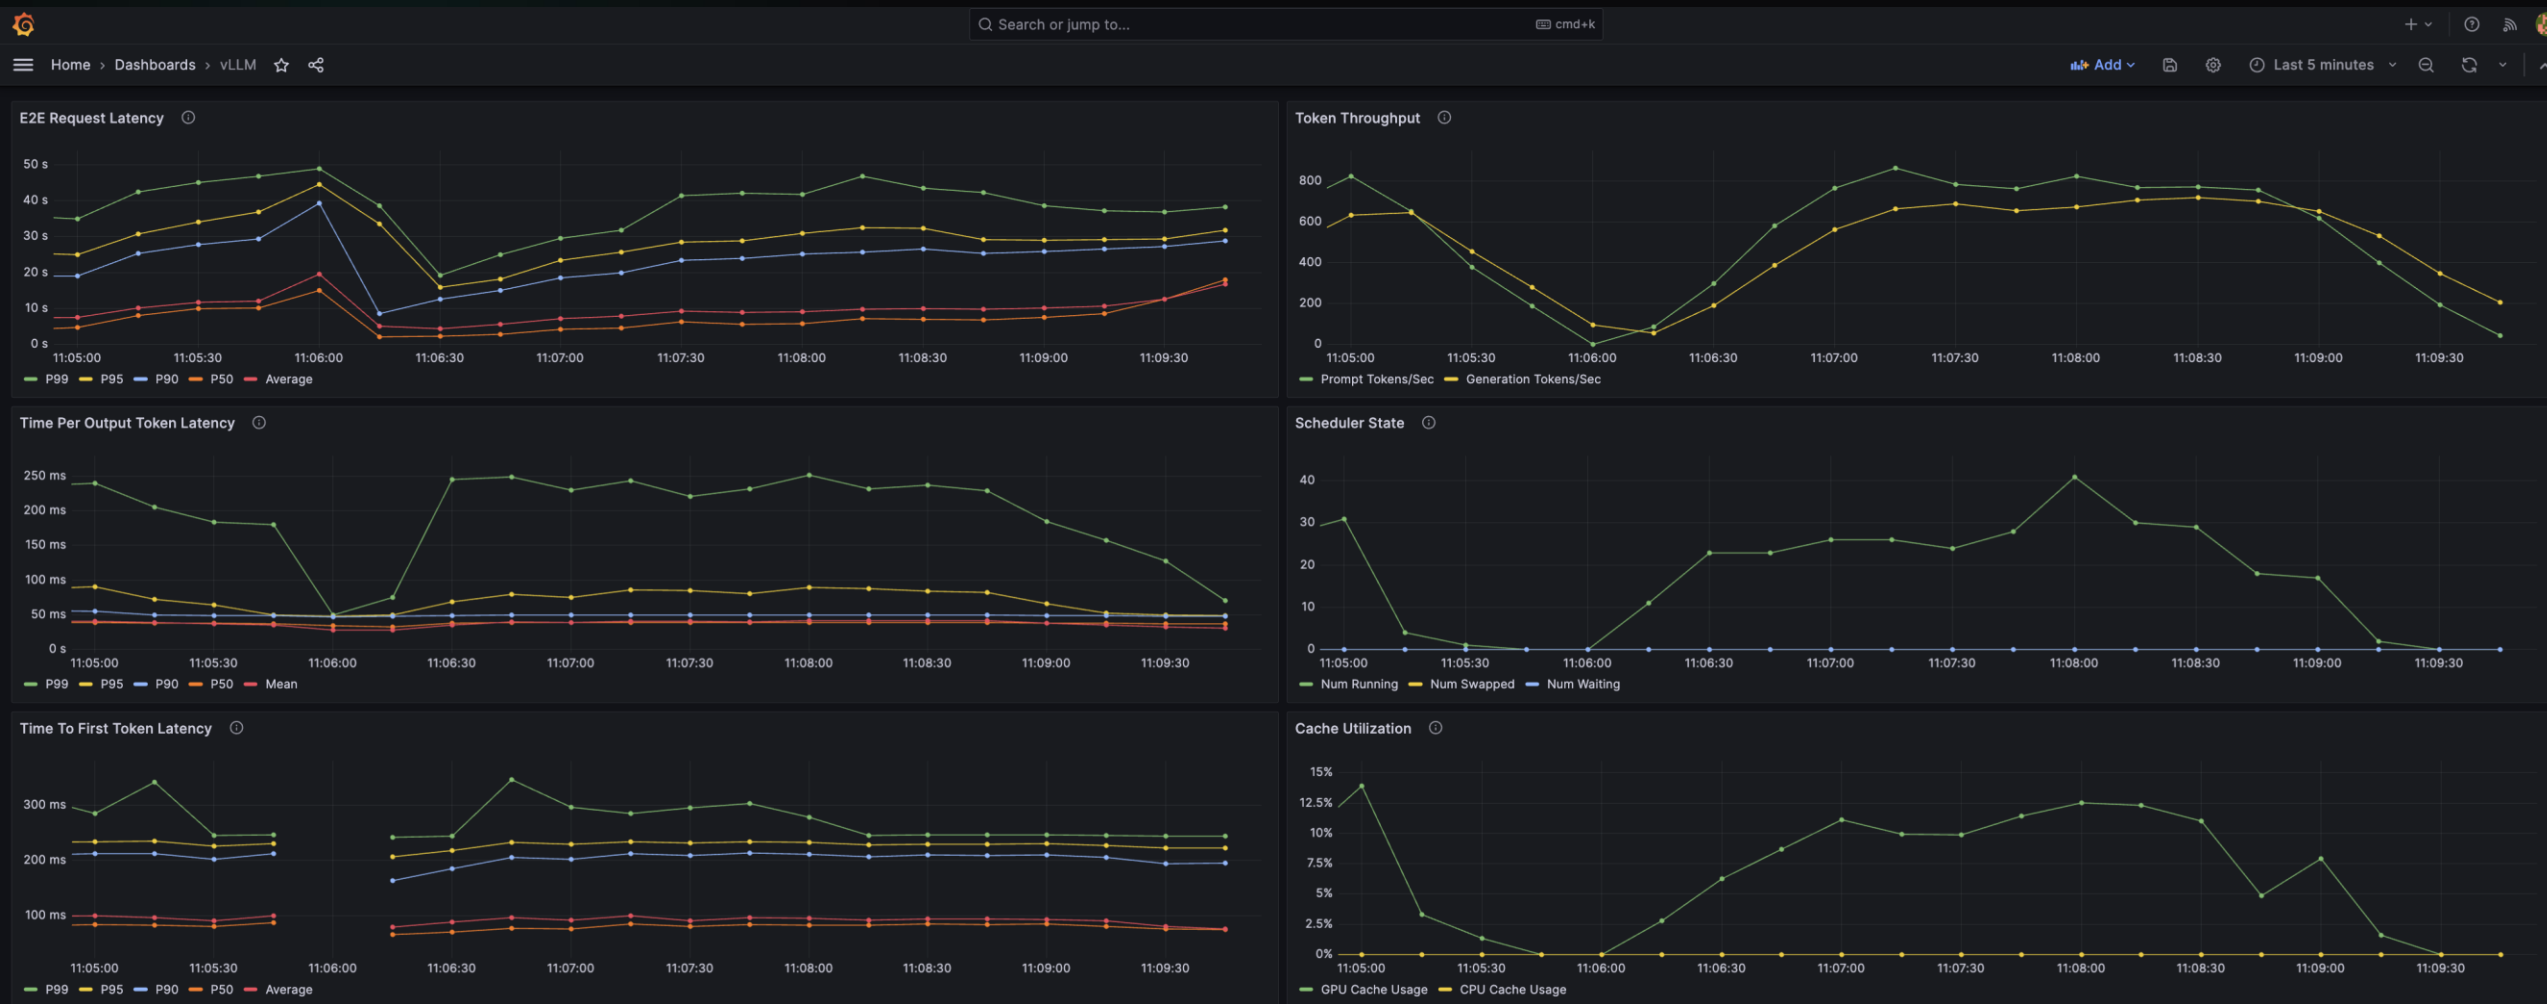 Search or jump to... cmd+k
Home › Dashboards › vLLM
Add Last 5 minutes
E2E Request Latency
50 s
40 s
30 s
20 s
10 s
0 s
11:05:00 11:05:30 11:06:00 11:06:30 11:07:00 11:07:30 11:08:00 11:08:30 11:09:00 11:09:30
P99 P95 P90 P50 Average
Token Throughput
800
600
400
200
0
11:05:00 11:05:30 11:06:00 11:06:30 11:07:00 11:07:30 11:08:00 11:08:30 11:09:00 11:09:30
Prompt Tokens/Sec Generation Tokens/Sec
Time Per Output Token Latency
250 ms
200 ms
150 ms
100 ms
50 ms
0 s
11:05:00 11:05:30 11:06:00 11:06:30 11:07:00 11:07:30 11:08:00 11:08:30 11:09:00 11:09:30
P99 P95 P90 P50 Mean
Scheduler State
40
30
20
10
0
11:05:00 11:05:30 11:06:00 11:06:30 11:07:00 11:07:30 11:08:00 11:08:30 11:09:00 11:09:30
Num Running Num Swapped Num Waiting
Time To First Token Latency
300 ms
200 ms
100 ms
11:05:00 11:05:30 11:06:00 11:06:30 11:07:00 11:07:30 11:08:00 11:08:30 11:09:00 11:09:30
P99 P95 P90 P50 Average
Cache Utilization
15%
12.5%
10%
7.5%
5%
2.5%
0%
11:05:00 11:05:30 11:06:00 11:06:30 11:07:00 11:07:30 11:08:00 11:08:30 11:09:00 11:09:30
GPU Cache Usage CPU Cache Usage